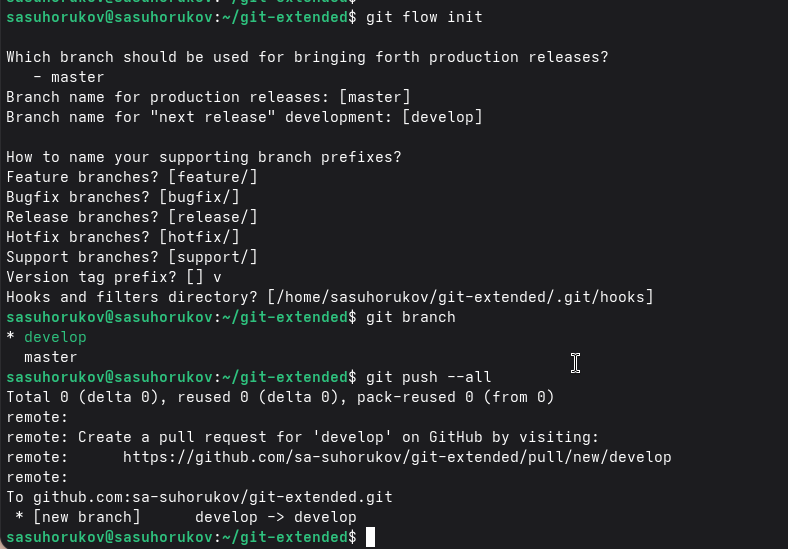 sasuhorukov@sasuhorukov:~/git-extended$ git flow init
Which branch should be used for bringing forth production releases?
   - master
Branch name for production releases: [master]
Branch name for "next release" development: [develop]
How to name your supporting branch prefixes?
Feature branches? [feature/]
Bugfix branches? [bugfix/]
Release branches? [release/]
Hotfix branches? [hotfix/]
Support branches? [support/]
Version tag prefix? [] v
Hooks and filters directory? [/home/sasuhorukov/git-extended/.git/hooks]
sasuhorukov@sasuhorukov:~/git-extended$ git branch
* develop
  master
sasuhorukov@sasuhorukov:~/git-extended$ git push --all
Total 0 (delta 0), reused 0 (delta 0), pack-reused 0 (from 0)
remote:
remote: Create a pull request for 'develop' on GitHub by visiting:
remote:      https://github.com/sa-suhorukov/git-extended/pull/new/develop
remote:
To github.com:sa-suhorukov/git-extended.git
 * [new branch]      develop -> develop
sasuhorukov@sasuhorukov:~/git-extended$